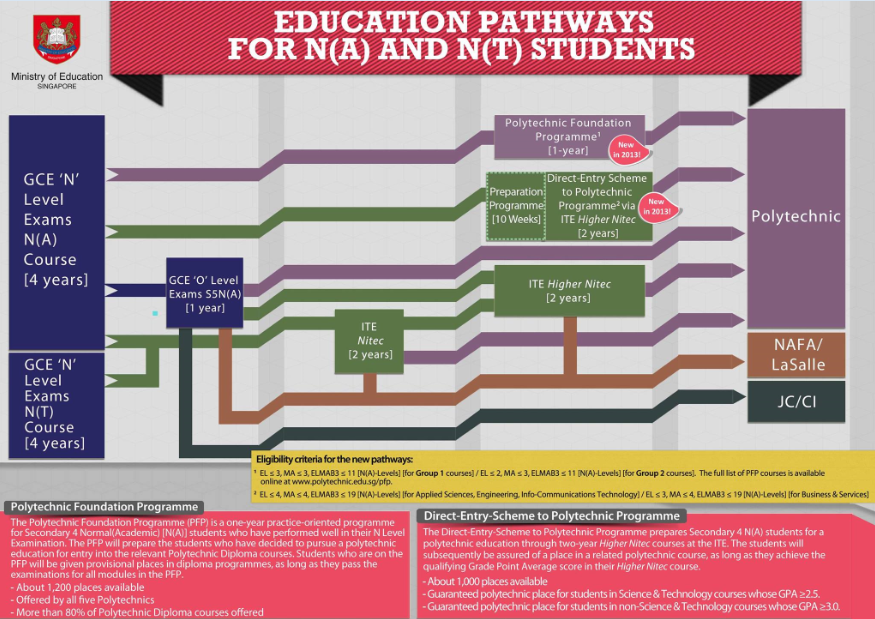 EDUCATION PATHWAYS
FOR N(A) AND N(T) STUDENTS
Ministry of Education
SINGAPORE
GCE ‘N’
Level
Exams
N(A)
Course
[4 years]
GCE ‘N’
Level
Exams
N(T)
Course
[4 years]
GCE ‘O’ Level
Exams S5N(A)
[1 year]
ITE
Nitec
[2 years]
Polytechnic Foundation
Programme¹
[1-year]
New
in 2013!
Preparation
Programme
[10 Weeks]
Direct-Entry Scheme
to Polytechnic
Programme² via
ITE Higher Nitec
[2 years]
New
in 2013!
ITE Higher Nitec
[2 years]
Polytechnic
NAFA/
LaSalle
JC/CI
Eligibility criteria for the new pathways:
¹ EL ≤ 3, MA ≤ 3, ELMAB3 ≤ 11 [N(A)-Levels] [for Group 1 courses] / EL ≤ 2, MA ≤ 3, ELMAB3 ≤ 11 [N(A)-Levels] [for Group 2 courses]. The full list of PFP courses is available
online at www.polytechnic.edu.sg/pfp.
² EL ≤ 4, MA ≤ 4, ELMAB3 ≤ 19 [N(A)-Levels] [for Applied Sciences, Engineering, Info-Communications Technology] / EL ≤ 3, MA ≤ 4, ELMAB3 ≤ 19 [N(A)-Levels] [for Business & Services]
Polytechnic Foundation Programme
The Polytechnic Foundation Programme (PFP) is a one-year practice-oriented programme
for Secondary 4 Normal(Academic) [N(A)] students who have performed well in their N Level
Examination. The PFP will prepare the students who have decided to pursue a polytechnic
education for entry into the relevant Polytechnic Diploma courses. Students who are on the
PFP will be given provisional places in diploma programmes, as long as they pass the
examinations for all modules in the PFP.
- About 1,200 places available
- Offered by all five Polytechnics
- More than 80% of Polytechnic Diploma courses offered
Direct-Entry-Scheme to Polytechnic Programme
The Direct-Entry-Scheme to Polytechnic Programme prepares Secondary 4 N(A) students for a
polytechnic education through two-year Higher Nitec courses at the ITE. The students will
subsequently be assured of a place in a related polytechnic course, as long as they achieve the
qualifying Grade Point Average score in their Higher Nitec course.
- About 1,000 places available
- Guaranteed polytechnic place for students in Science & Technology courses whose GPA ≥2.5.
- Guaranteed polytechnic place for students in non-Science & Technology courses whose GPA ≥3.0.